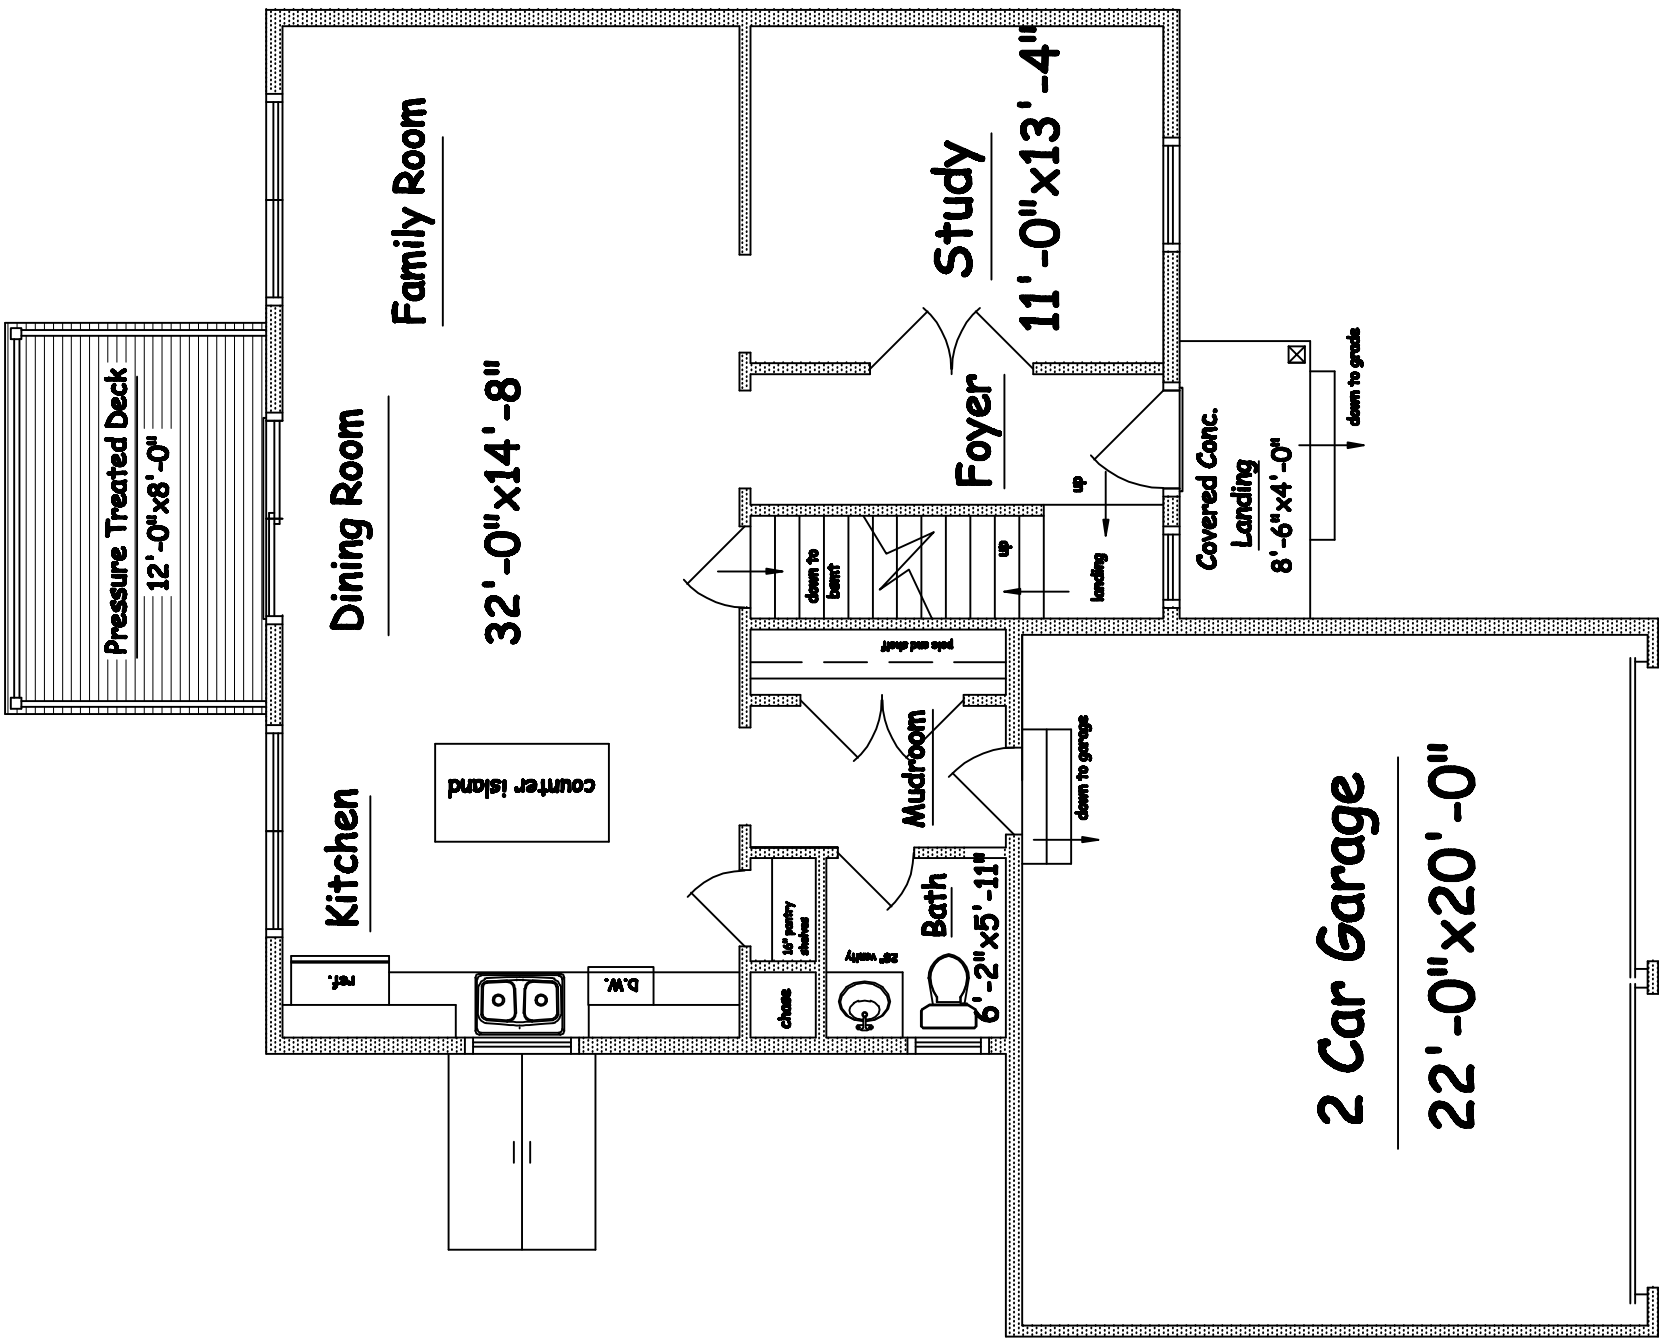 Pressure Treated Deck
12'-0"x8'-0"
Family Room
Dining Room
32'-0"x14'-8"
Kitchen
counter island
ref.
D.W.
Study
11'-0"x13'-4"
Foyer
up
down to
bsmt
up
landing
Covered Conc.
Landing
8'-6"x4'-0"
down to grade
pole and shelf
Mudroom
down to garage
16" pantry
shelves
chase
28" vanity
Bath
6'-2"x5'-11"
2 Car Garage
22'-0"x20'-0"